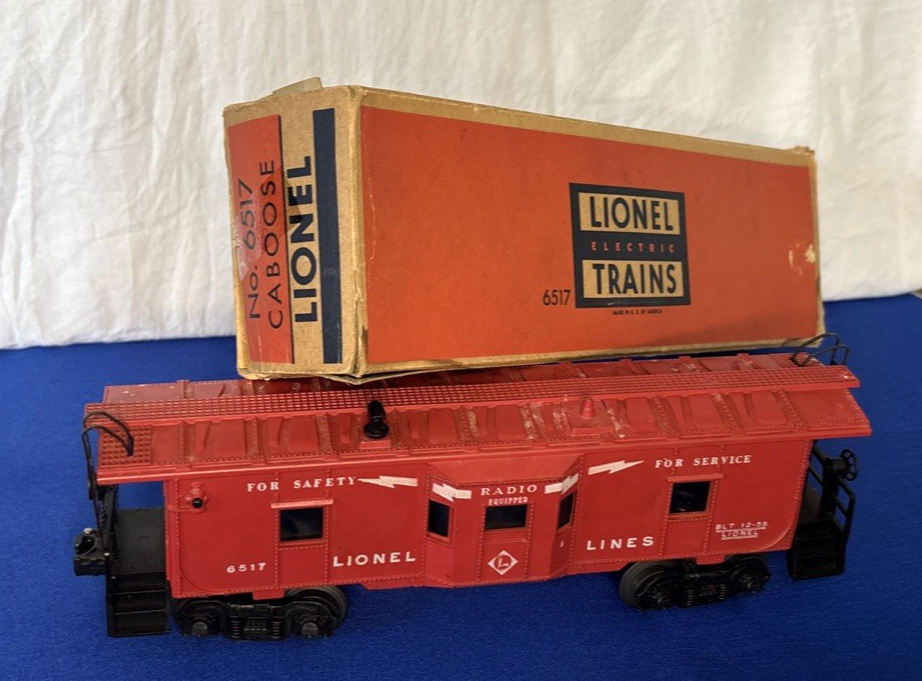 No. 6517
CABOOSE
LIONEL
LIONEL
ELECTRIC
TRAINS
6517
MADE IN U. S. OF AMERICA
FOR SAFETY
RADIO
EQUIPPED
FOR SERVICE
6517
LIONEL
L
LINES
BLT 12-55
LIONEL